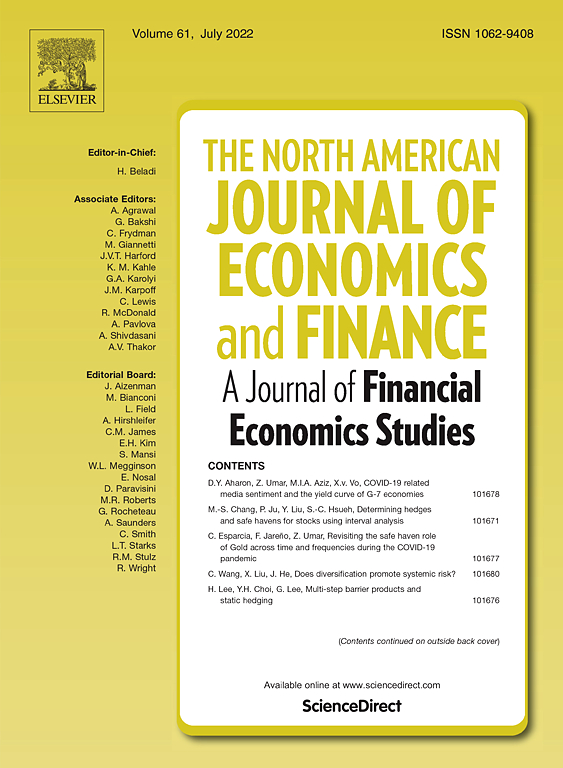 Volume 61, July 2022
ISSN 1062-9408
ELSEVIER
Editor-in-Chief:
H. Beladi
Associate Editors:
A. Agrawal
G. Bakshi
C. Frydman
M. Giannetti
J.V.T. Harford
K. M. Kahle
G.A. Karolyi
J.M. Karpoff
C. Lewis
R. McDonald
A. Pavlova
A. Shivdasani
A.V. Thakor
Editorial Board:
J. Aizenman
M. Bianconi
L. Field
A. Hirshleifer
C.M. James
E.H. Kim
S. Mansi
W.L. Megginson
E. Nosal
D. Paravisini
M.R. Roberts
G. Rocheteau
A. Saunders
C. Smith
L.T. Starks
R.M. Stulz
R. Wright
THE NORTH AMERICAN
JOURNAL OF
ECONOMICS
and FINANCE
A Journal of Financial
Economics Studies
CONTENTS
D.Y. Aharon, Z. Umar, M.I.A. Aziz, X.v. Vo, COVID-19 related
media sentiment and the yield curve of G-7 economies 101678
M.-S. Chang, P. Ju, Y. Liu, S.-C. Hsueh, Determining hedges
and safe havens for stocks using interval analysis 101671
C. Esparcia, F. Jareño, Z. Umar, Revisiting the safe haven role
of Gold across time and frequencies during the COVID-19
pandemic 101677
C. Wang, X. Liu, J. He, Does diversification promote systemic risk? 101680
H. Lee, Y.H. Choi, G. Lee, Multi-step barrier products and
static hedging 101676
(Contents continued on outside back cover)
Available online at www.sciencedirect.com
ScienceDirect